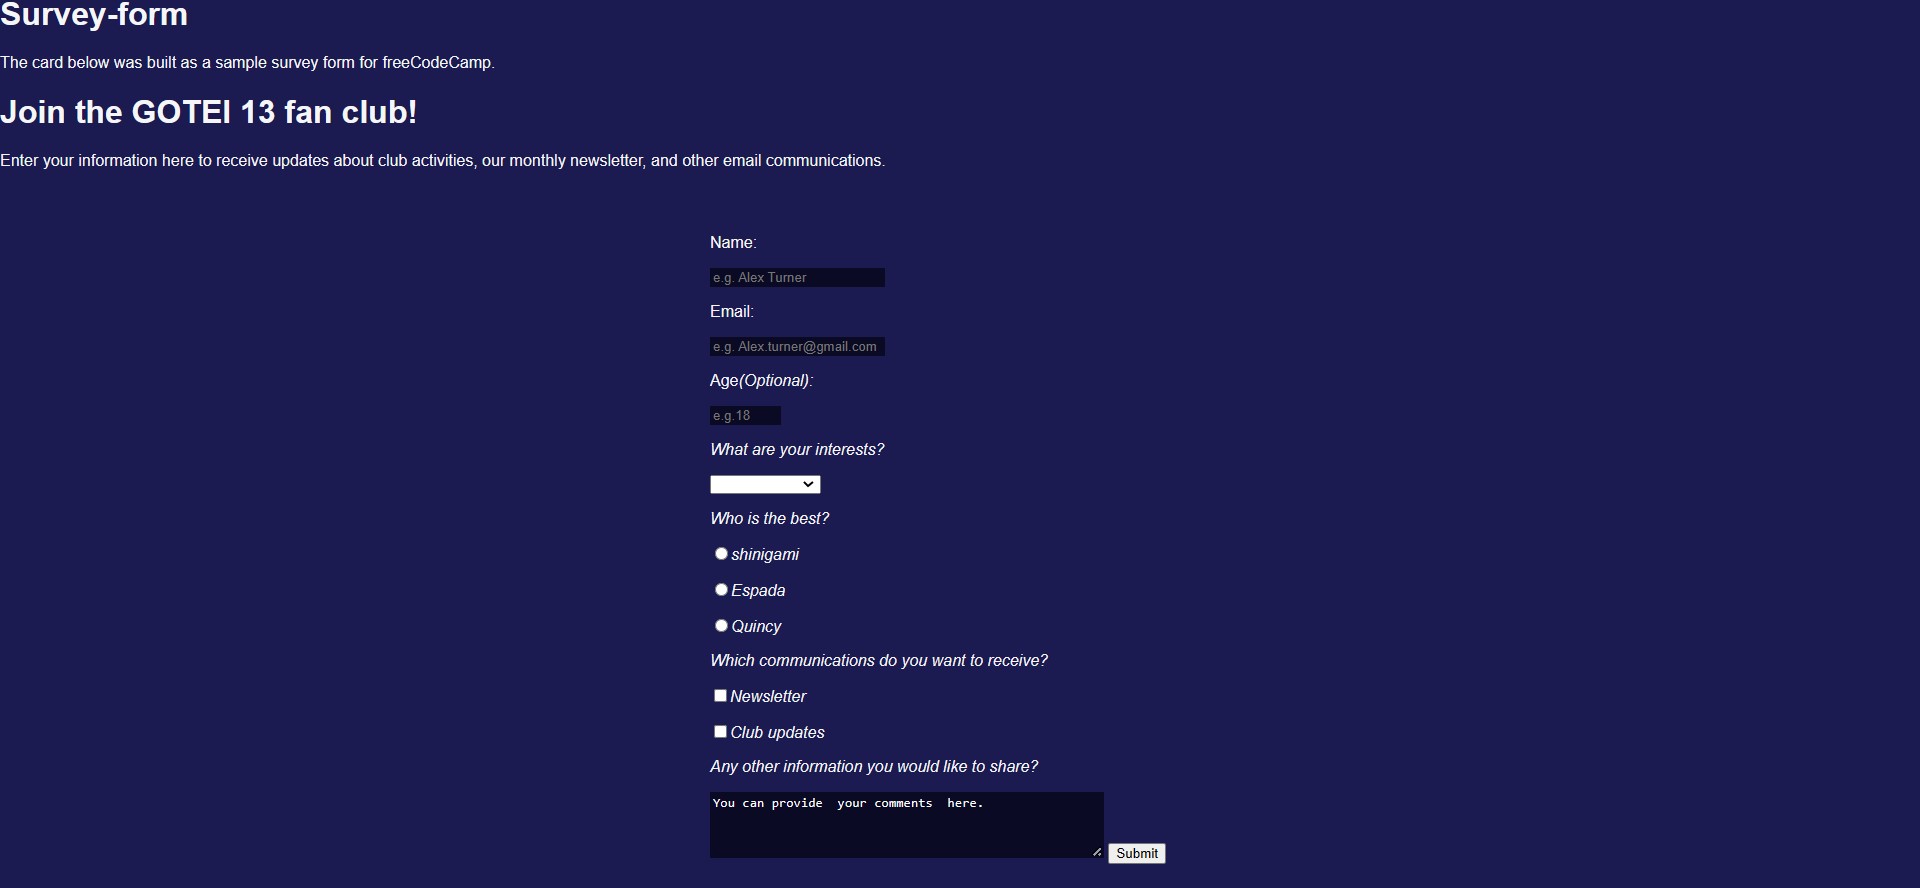 Survey-form
The card below was built as a sample survey form for freeCodeCamp.
Join the GOTEI 13 fan club!
Enter your information here to receive updates about club activities, our monthly newsletter, and other email communications.
Name:
e.g. Alex Turner
Email:
e.g. Alex.turner@gmail.com
Age(Optional):
e.g.18
What are your interests?
Who is the best?
shinigami
Espada
Quincy
Which communications do you want to receive?
Newsletter
Club updates
Any other information you would like to share?
You can provide  your comments  here.
Submit